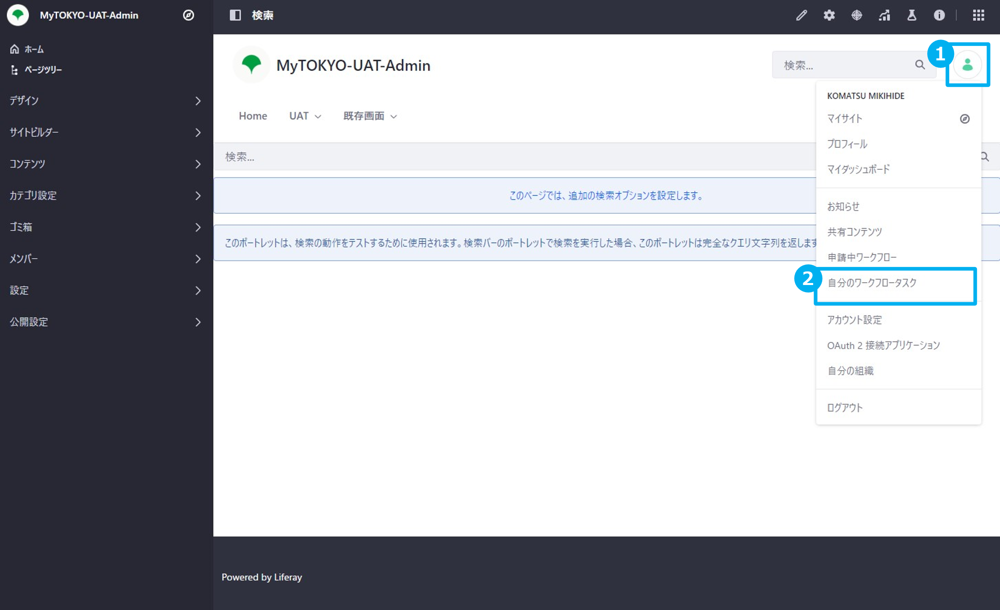 MyTOKYO-UAT-Admin
ホーム
ページツリー
デザイン
サイトビルダー
コンテンツ
カテゴリ設定
ゴミ箱
メンバー
設定
公開設定
検索
MyTOKYO-UAT-Admin
検索...
1
Home
UAT
既存画面
検索...
このページでは、追加の検索オプションを設定します。
このポートレットは、検索の動作をテストするために使用されます。検索バーのポートレットで検索を実行した場合、このポートレットは完全なクエリ文字列を返します
KOMATSU MIKIHIDE
マイサイト
プロフィール
マイダッシュボード
お知らせ
共有コンテンツ
申請中ワークフロー
2
自分のワークフロータスク
アカウント設定
OAuth 2 接続アプリケーション
自分の組織
ログアウト
Powered by Liferay